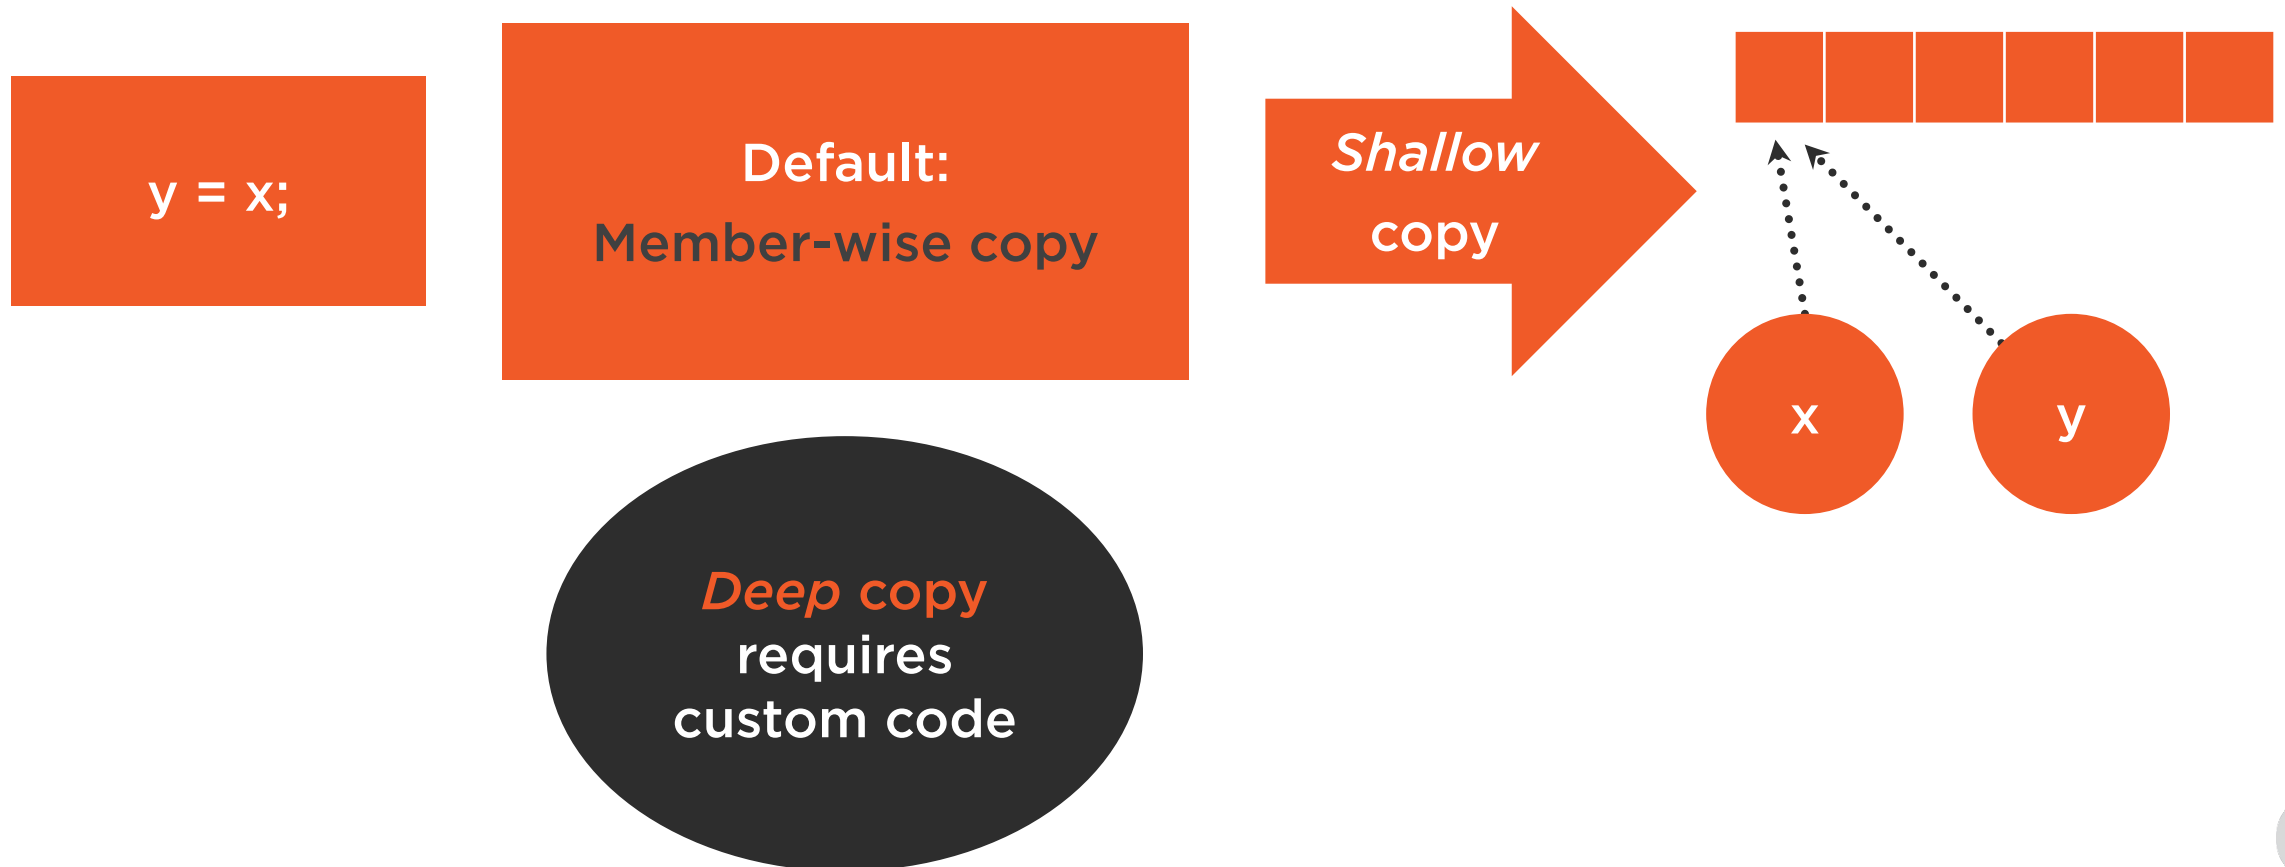 y = x;
Default:
Member-wise copy
Shallow
copy
x
y
Deep copy
requires
custom code